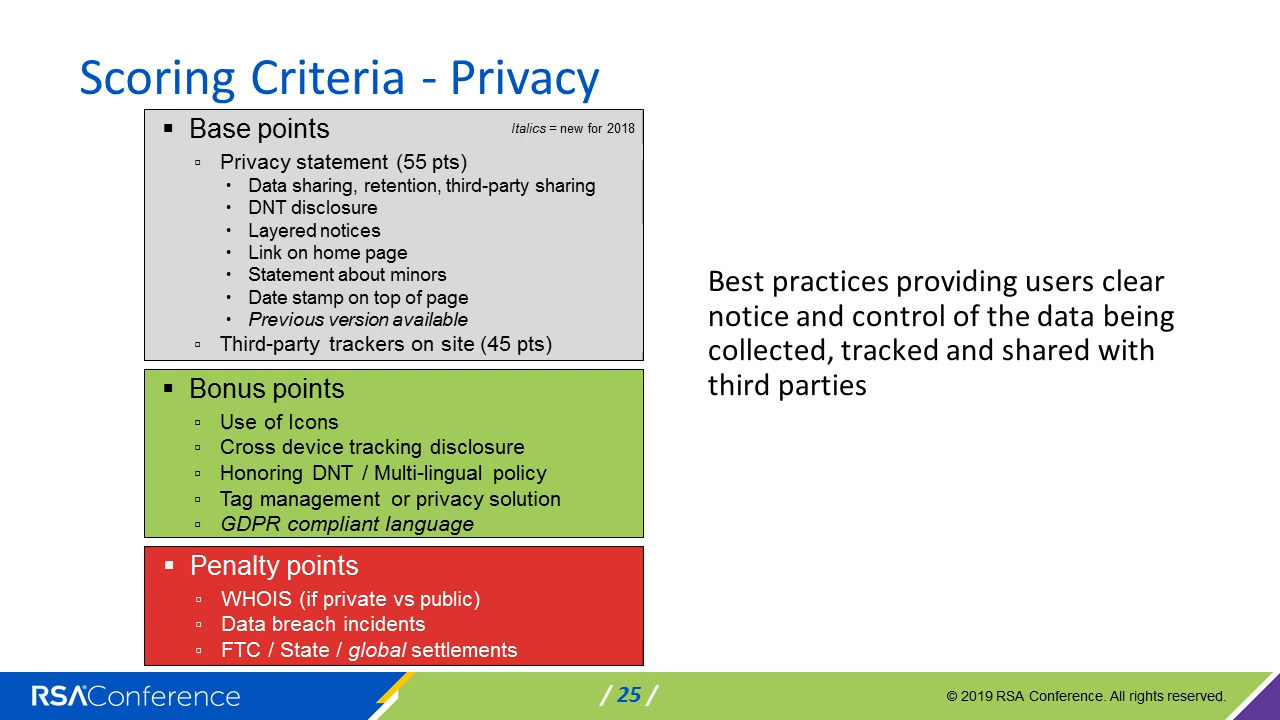 Scoring Criteria - Privacy
▪ Base points
Italics = new for 2018
▫ Privacy statement (55 pts)
• Data sharing, retention, third-party sharing
• DNT disclosure
• Layered notices
• Link on home page
• Statement about minors
• Date stamp on top of page
• Previous version available
▫ Third-party trackers on site (45 pts)
▪ Bonus points
▫ Use of Icons
▫ Cross device tracking disclosure
▫ Honoring DNT / Multi-lingual policy
▫ Tag management or privacy solution
▫ GDPR compliant language
▪ Penalty points
▫ WHOIS (if private vs public)
▫ Data breach incidents
▫ FTC / State / global settlements
Best practices providing users clear
notice and control of the data being
collected, tracked and shared with
third parties
RSAConference
/ 25 /
© 2019 RSA Conference. All rights reserved.